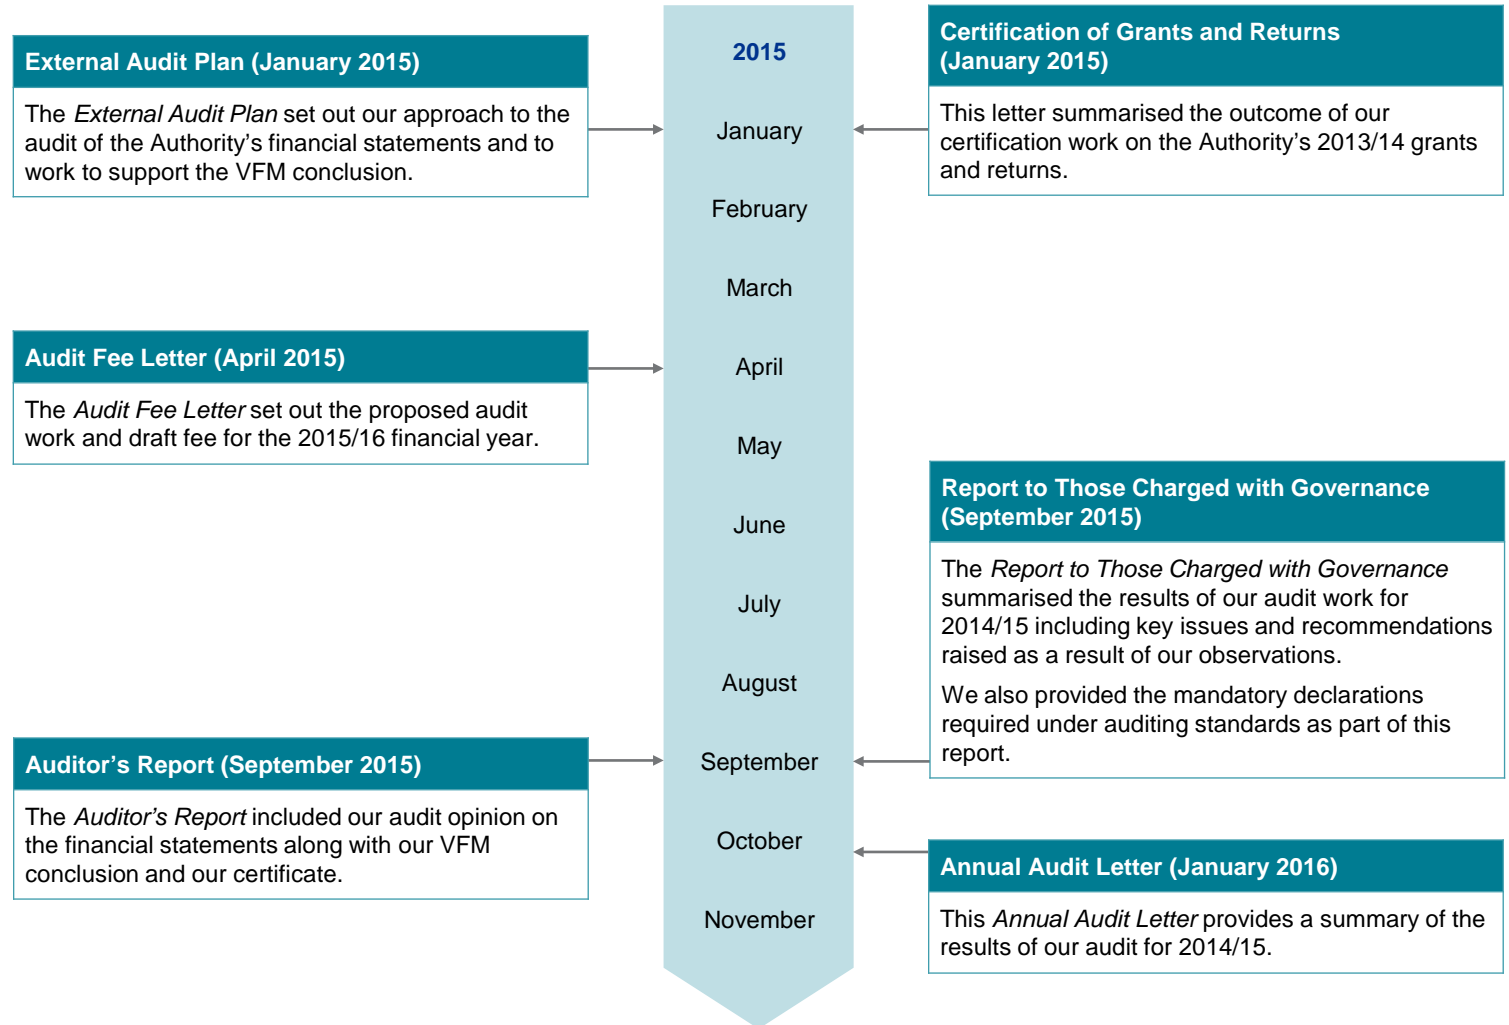 External Audit Plan (January 2015)
The External Audit Plan set out our approach to the
audit of the Authority’s financial statements and to
work to support the VFM conclusion.
Audit Fee Letter (April 2015)
The Audit Fee Letter set out the proposed audit
work and draft fee for the 2015/16 financial year.
Auditor’s Report (September 2015)
The Auditor’s Report included our audit opinion on
the financial statements along with our VFM
conclusion and our certificate.
2015
January
February
March
April
May
June
July
August
September
October
November
Certification of Grants and Returns
(January 2015)
This letter summarised the outcome of our
certification work on the Authority’s 2013/14 grants
and returns.
Report to Those Charged with Governance
(September 2015)
The Report to Those Charged with Governance
summarised the results of our audit work for
2014/15 including key issues and recommendations
raised as a result of our observations.
We also provided the mandatory declarations
required under auditing standards as part of this
report.
Annual Audit Letter (January 2016)
This Annual Audit Letter provides a summary of the
results of our audit for 2014/15.